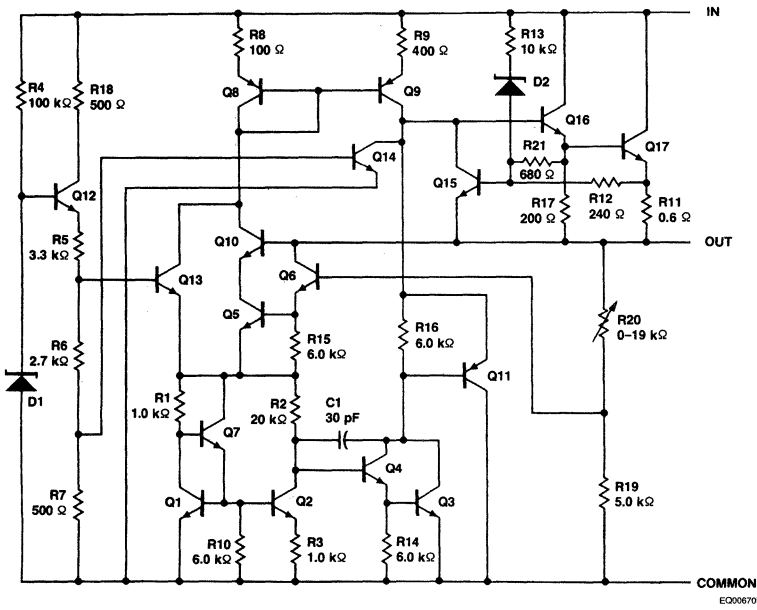 IN
R8
100 Ω
R9
400 Ω
R13
10 kΩ
R4
100 kΩ
R18
500 Ω
Q8
Q9
D2
Q16
Q14
R21
680 Ω
Q17
Q12
Q15
R12
240 Ω
R17
200 Ω
R11
0.6 Ω
R5
3.3 kΩ
Q10
OUT
Q13
Q6
Q5
R20
0–19 kΩ
R6
2.7 kΩ
R15
6.0 kΩ
R16
6.0 kΩ
Q11
D1
R1
1.0 kΩ
R2
20 kΩ
C1
30 pF
Q7
Q4
R7
500 Ω
Q1
Q2
Q3
R19
5.0 kΩ
R10
6.0 kΩ
R3
1.0 kΩ
R14
6.0 kΩ
COMMON
EQ00670